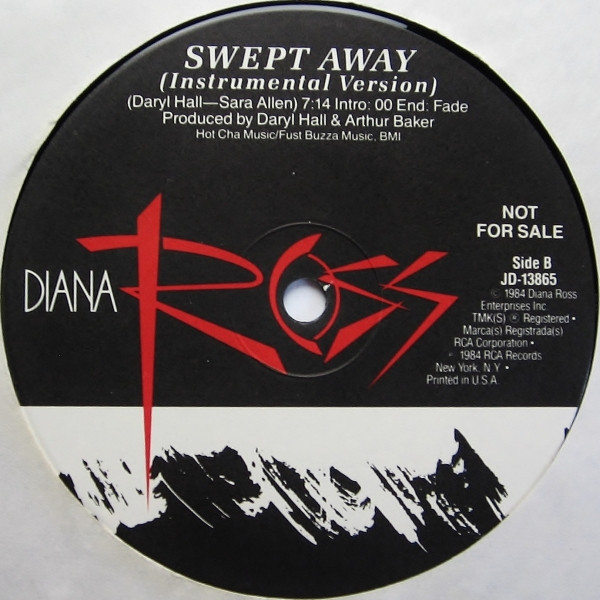 SWEPT AWAY
(Instrumental Version)
(Daryl Hall—Sara Allen) 7:14 Intro: 00 End: Fade
Produced by Daryl Hall & Arthur Baker
Hot Cha Music/Fust Buzza Music, BMI
DIANA ROSS
NOT
FOR SALE
Side B
JD-13865
© 1984 Diana Ross
Enterprises Inc
TMK(S) ® Registered •
Marca(s) Registrada(s)
RCA Corporation •
℗ 1984 RCA Records
New York, N.Y •
Printed in U.S.A